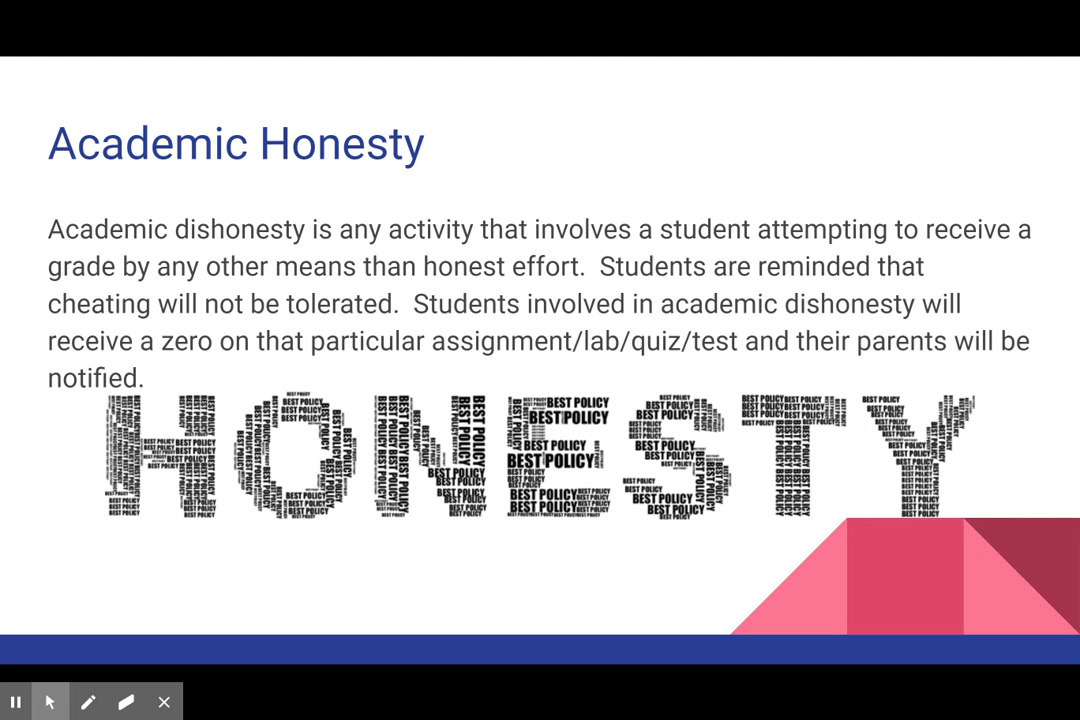 Academic Honesty
Academic dishonesty is any activity that involves a student attempting to receive a
grade by any other means than honest effort.  Students are reminded that
cheating will not be tolerated.  Students involved in academic dishonesty will
receive a zero on that particular assignment/lab/quiz/test and their parents will be
notified.
HONESTY
BEST POLICY